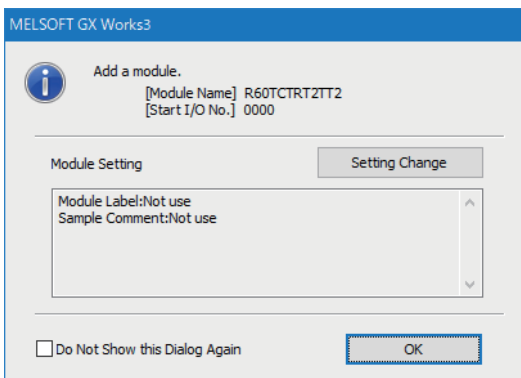 MELSOFT GX Works3
Add a module.
[Module Name] R60TCTRT2TT2
[Start I/O No.] 0000
Module Setting
Setting Change
Module Label:Not use
Sample Comment:Not use
Do Not Show this Dialog Again
OK